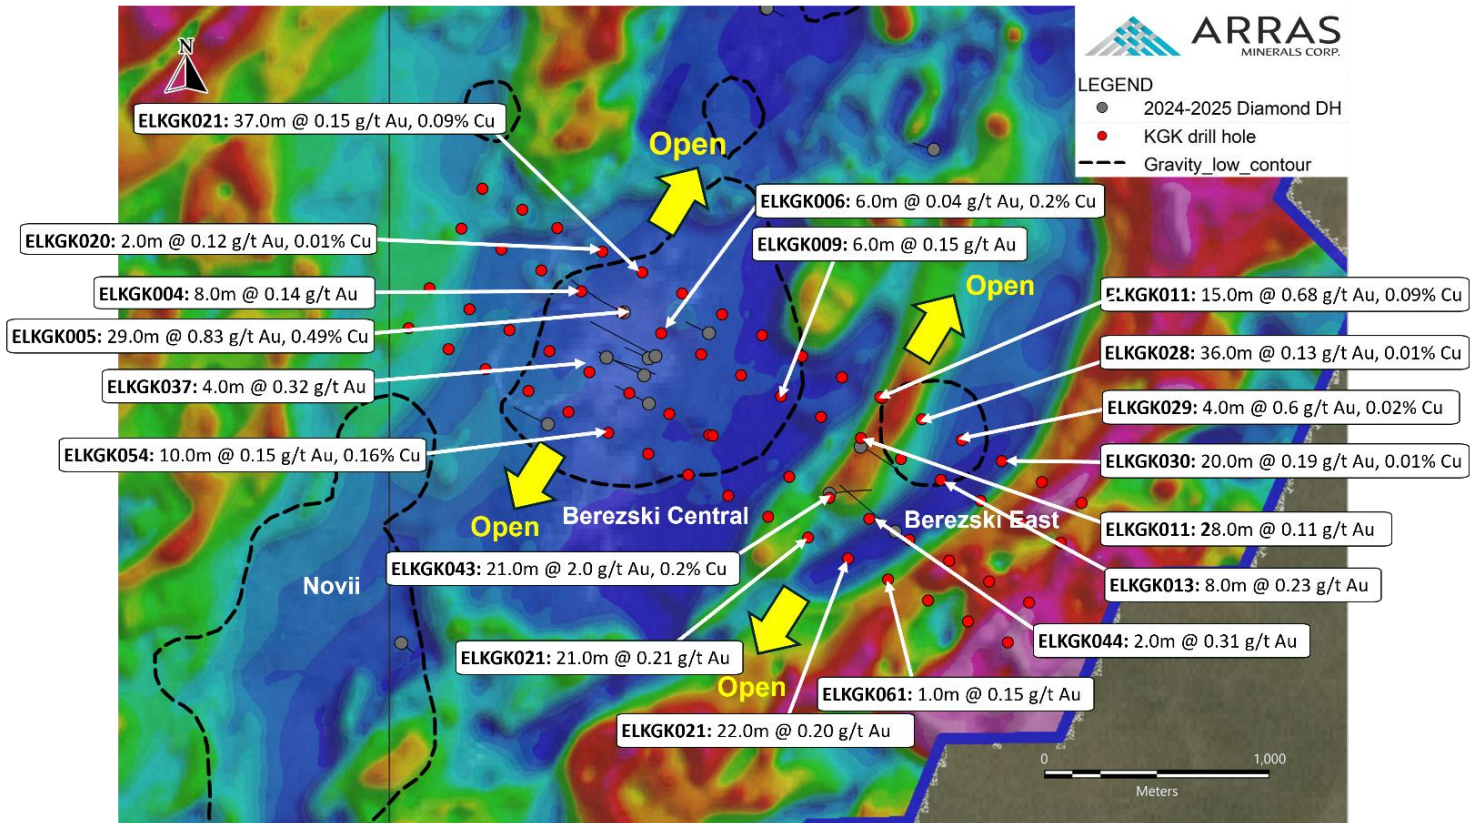 ARRAS
MINERALS CORP.
LEGEND
2024-2025 Diamond DH
KGK drill hole
Gravity_low_contour
N
ELKGK021: 37.0m @ 0.15 g/t Au, 0.09% Cu
Open
ELKGK006: 6.0m @ 0.04 g/t Au, 0.2% Cu
ELKGK020: 2.0m @ 0.12 g/t Au, 0.01% Cu
ELKGK009: 6.0m @ 0.15 g/t Au
Open
ELKGK004: 8.0m @ 0.14 g/t Au
ELKGK011: 15.0m @ 0.68 g/t Au, 0.09% Cu
ELKGK005: 29.0m @ 0.83 g/t Au, 0.49% Cu
ELKGK028: 36.0m @ 0.13 g/t Au, 0.01% Cu
ELKGK037: 4.0m @ 0.32 g/t Au
ELKGK029: 4.0m @ 0.6 g/t Au, 0.02% Cu
ELKGK054: 10.0m @ 0.15 g/t Au, 0.16% Cu
ELKGK030: 20.0m @ 0.19 g/t Au, 0.01% Cu
Open
Berezski Central
Berezski East
ELKGK011: 28.0m @ 0.11 g/t Au
ELKGK043: 21.0m @ 2.0 g/t Au, 0.2% Cu
Novii
ELKGK013: 8.0m @ 0.23 g/t Au
ELKGK044: 2.0m @ 0.31 g/t Au
ELKGK021: 21.0m @ 0.21 g/t Au
Open
ELKGK061: 1.0m @ 0.15 g/t Au
ELKGK021: 22.0m @ 0.20 g/t Au
0 1,000
Meters